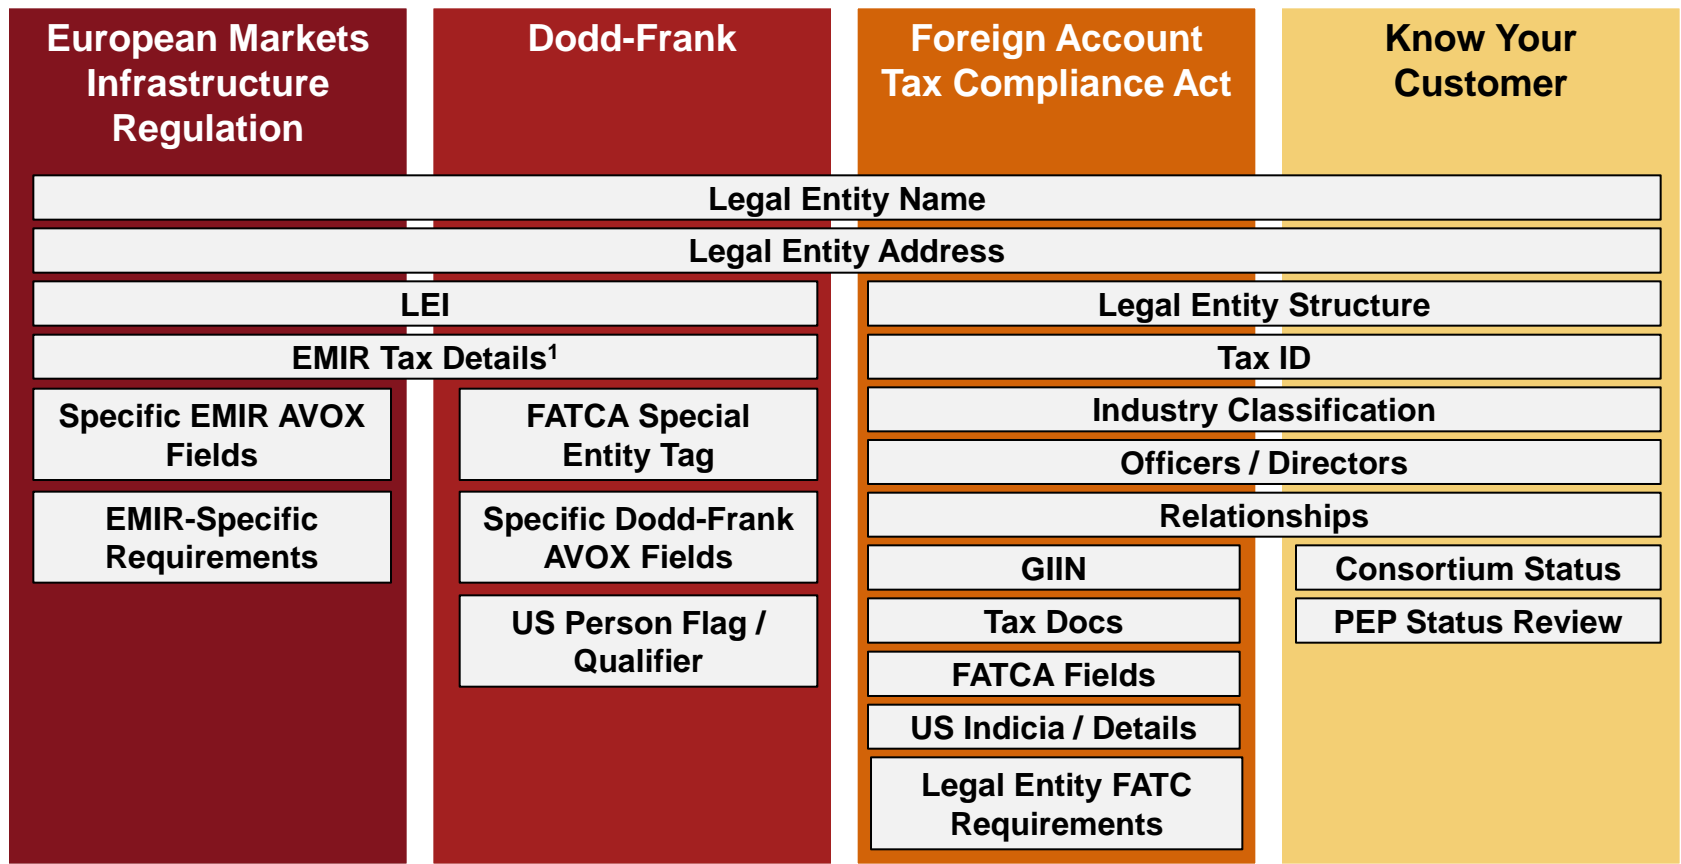 European Markets
Infrastructure
Regulation
Dodd-Frank
Foreign Account
Tax Compliance Act
Know Your
Customer
Legal Entity Name
Legal Entity Address
LEI
Legal Entity Structure
EMIR Tax Details¹
Tax ID
Specific EMIR AVOX
Fields
FATCA Special
Entity Tag
Industry Classification
Officers / Directors
EMIR-Specific
Requirements
Specific Dodd-Frank
AVOX Fields
Relationships
GIIN
Consortium Status
US Person Flag /
Qualifier
Tax Docs
PEP Status Review
FATCA Fields
US Indicia / Details
Legal Entity FATC
Requirements